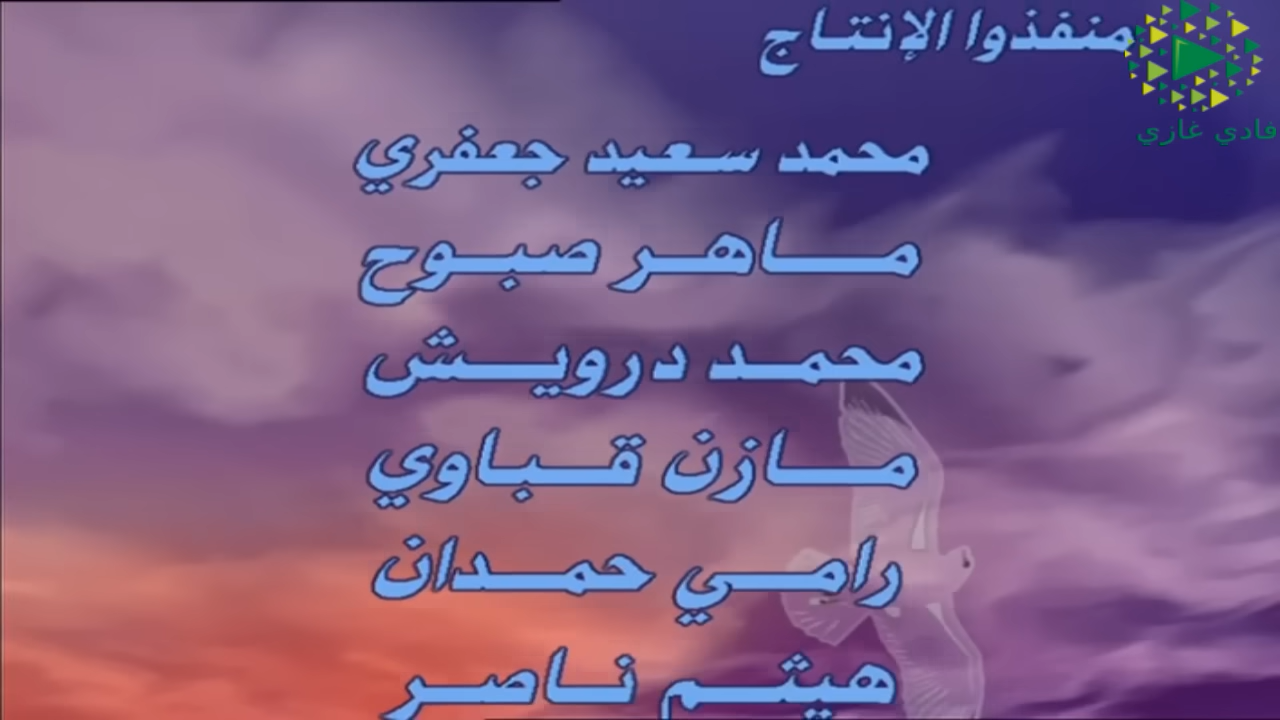 منفذوا الإنتاج
فادي غازي
محمد سعيد جعفري
ماهر صبوح
محمد درويش
مازن قباوي
رامي حمدان
هيثم ناصر